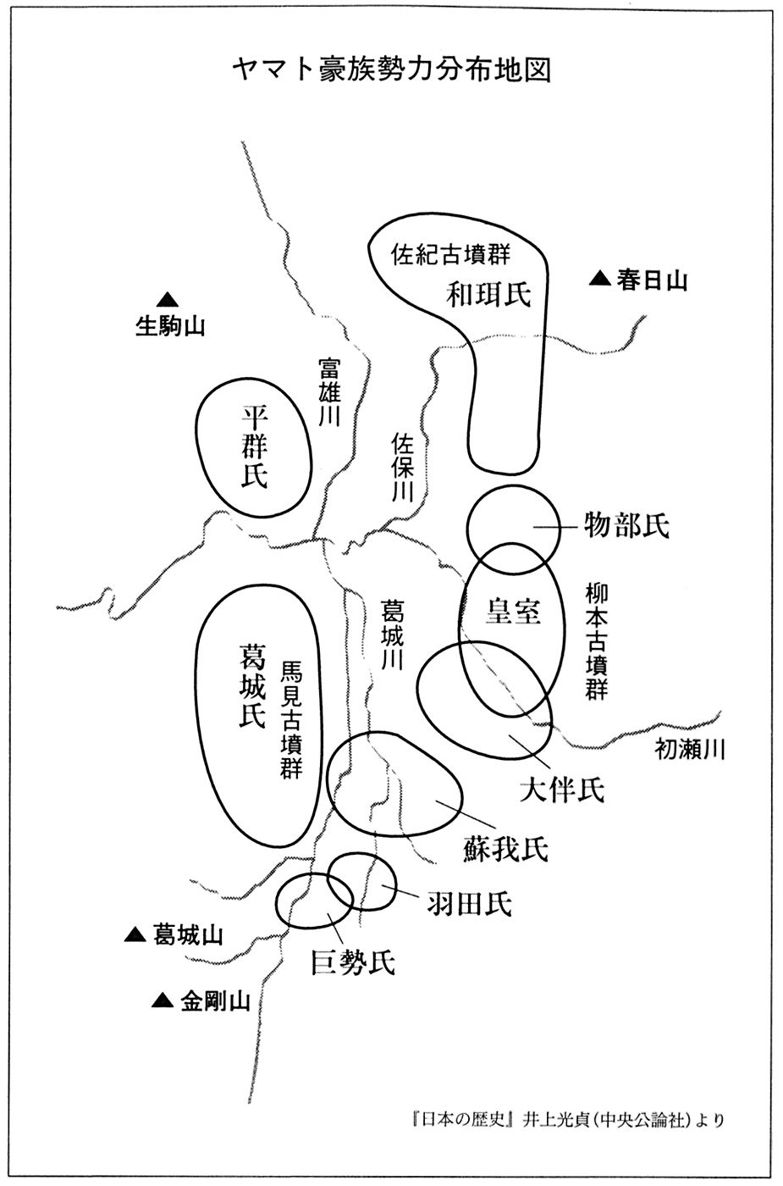 ヤマト豪族勢力分布地図
佐紀古墳群
和珥氏
▲春日山
▲
生駒山
富雄川
平群氏
佐保川
物部氏
皇室
柳本古墳群
葛城川
葛城氏
馬見古墳群
初瀬川
大伴氏
蘇我氏
羽田氏
巨勢氏
▲葛城山
▲金剛山
『日本の歴史』井上光貞(中央公論社)より